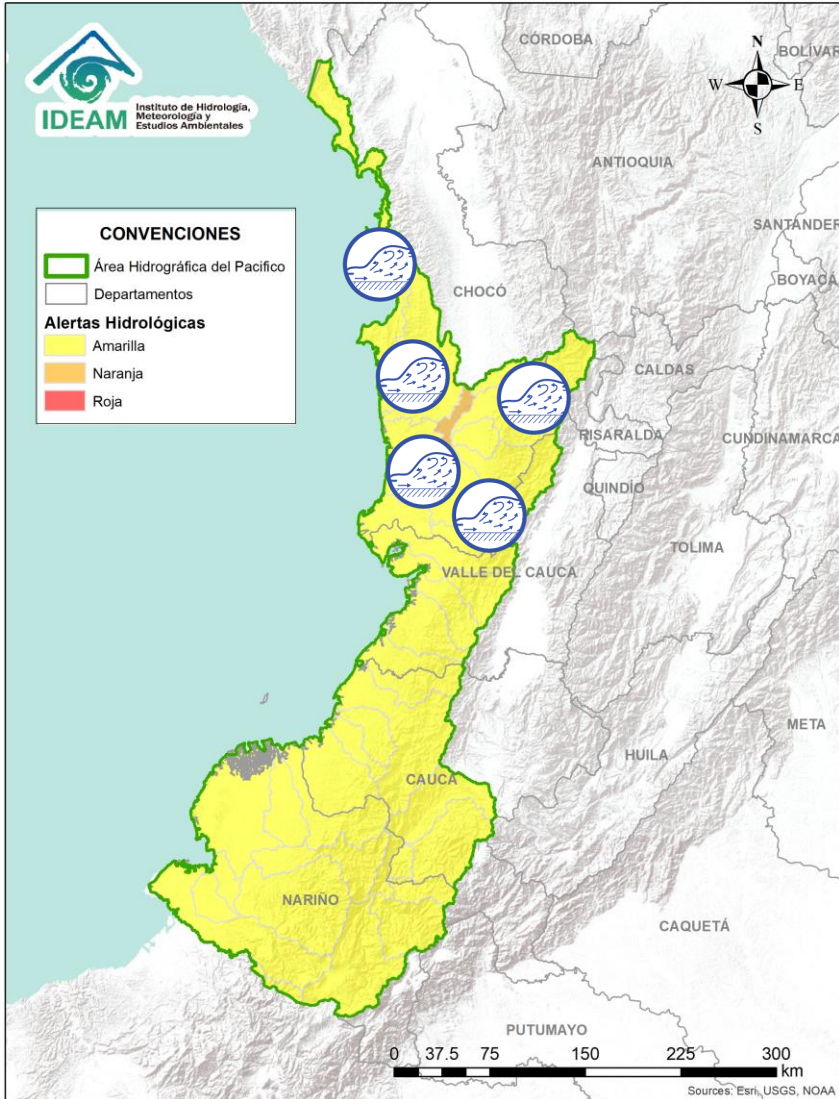 IDEAM
Instituto de Hidrología,
Meteorología y
Estudios Ambientales
CONVENCIONES
Área Hidrográfica del Pacifico
Departamentos
Alertas Hidrológicas
Amarilla
Naranja
Roja
N
W
E
S
CÓRDOBA
BOLÍVAR
ANTIOQUIA
SANTANDER
BOYACÁ
CHOCÓ
CALDAS
RISARALDA
CUNDINAMARCA
QUINDÍO
TOLIMA
VALLE DEL CAUCA
META
HUILA
CAUCA
NARIÑO
CAQUETÁ
PUTUMAYO
0 37.5 75 150 225 300
km
Sources: Esri, USGS, NOAA